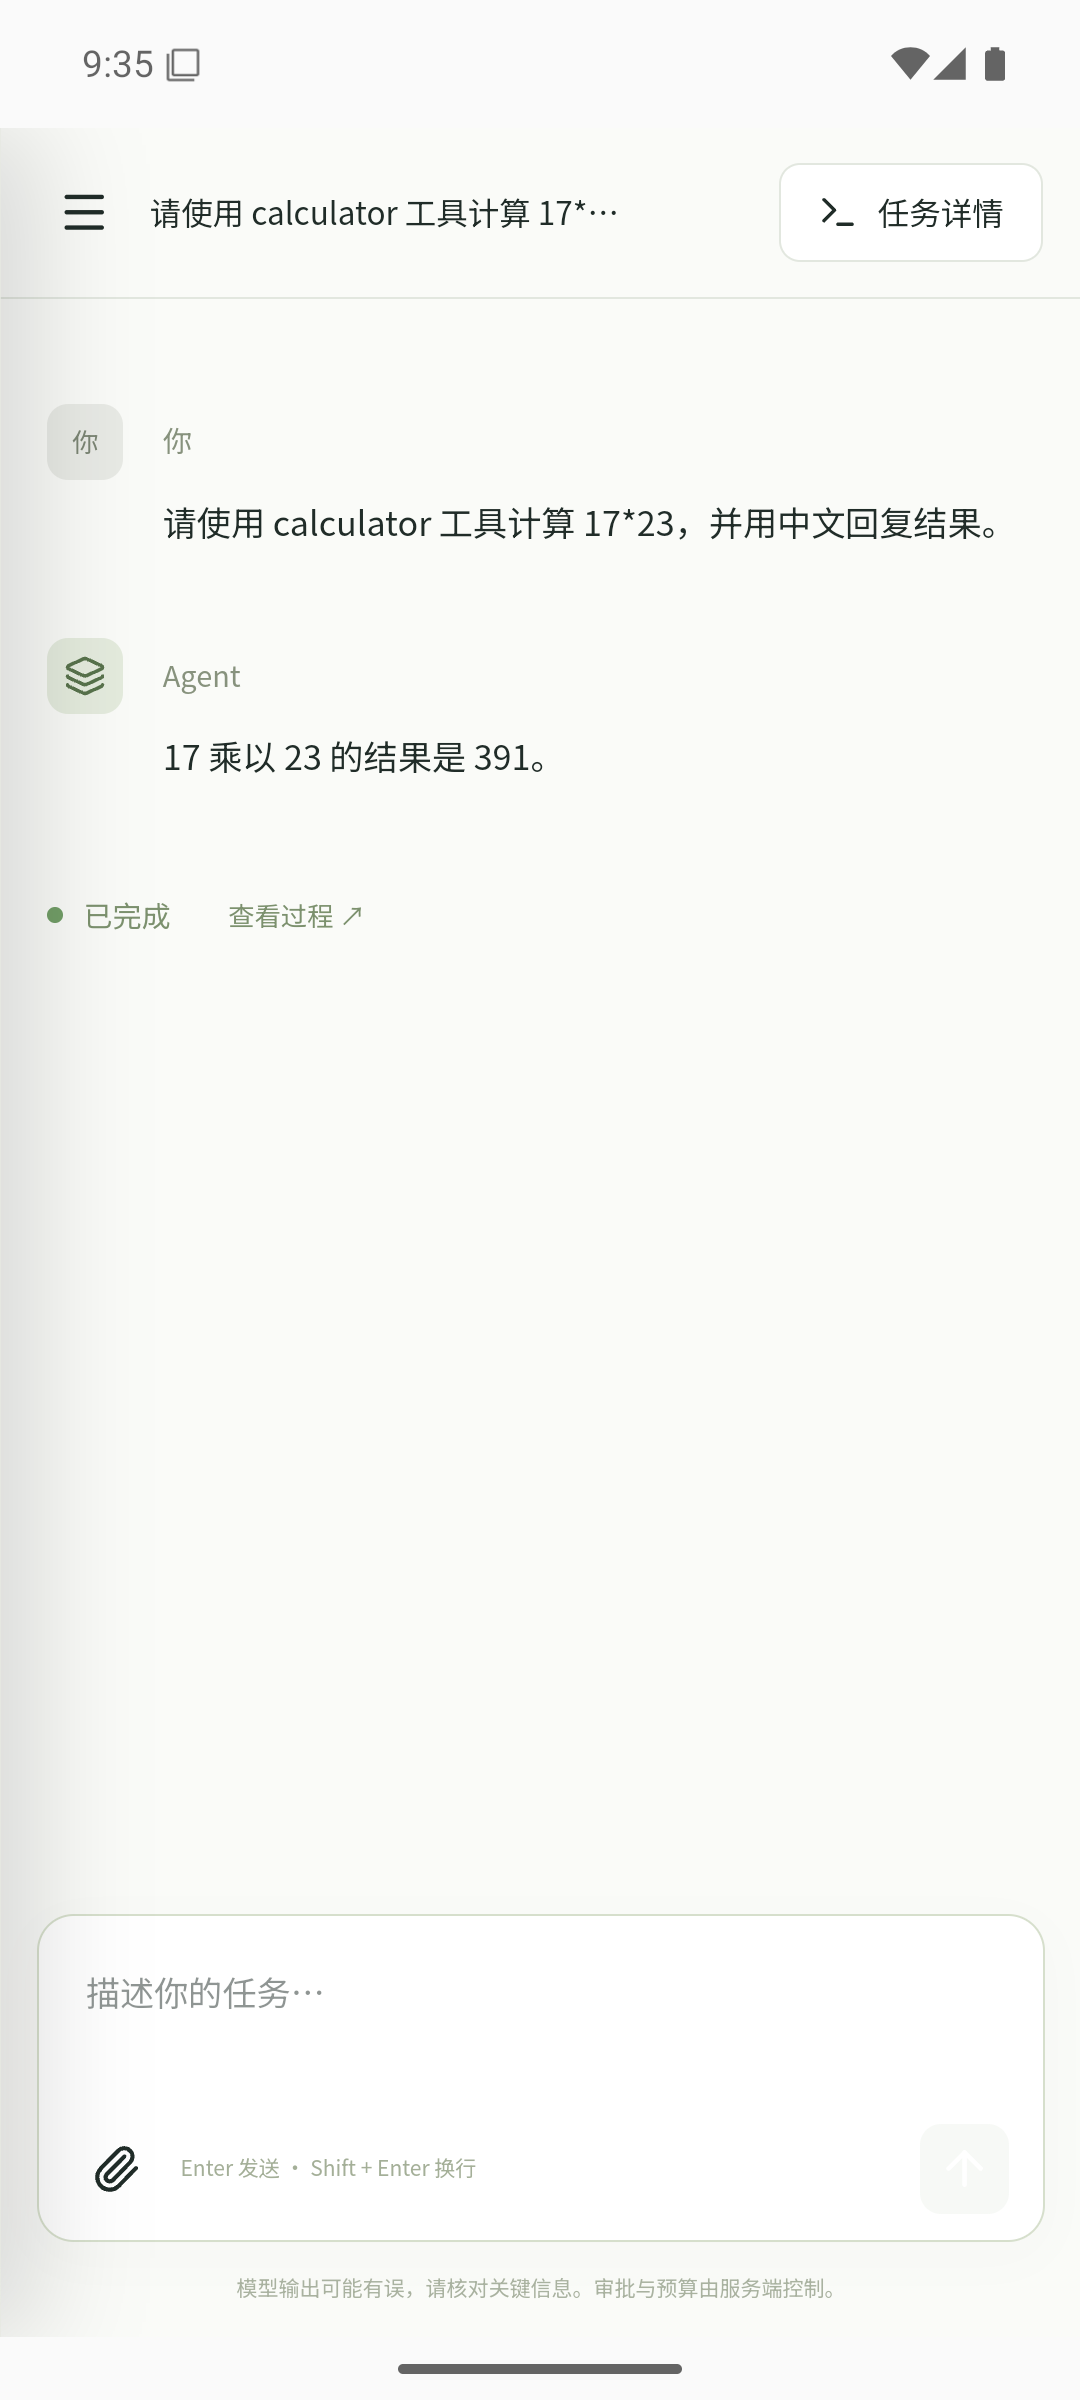 9:35
请使用 calculator 工具计算 17*…
任务详情
你
你
请使用 calculator 工具计算 17*23，并用中文回复结果。
Agent
17 乘以 23 的结果是 391。
已完成
查看过程 ↗
描述你的任务…
Enter 发送 · Shift + Enter 换行
模型输出可能有误，请核对关键信息。审批与预算由服务端控制。